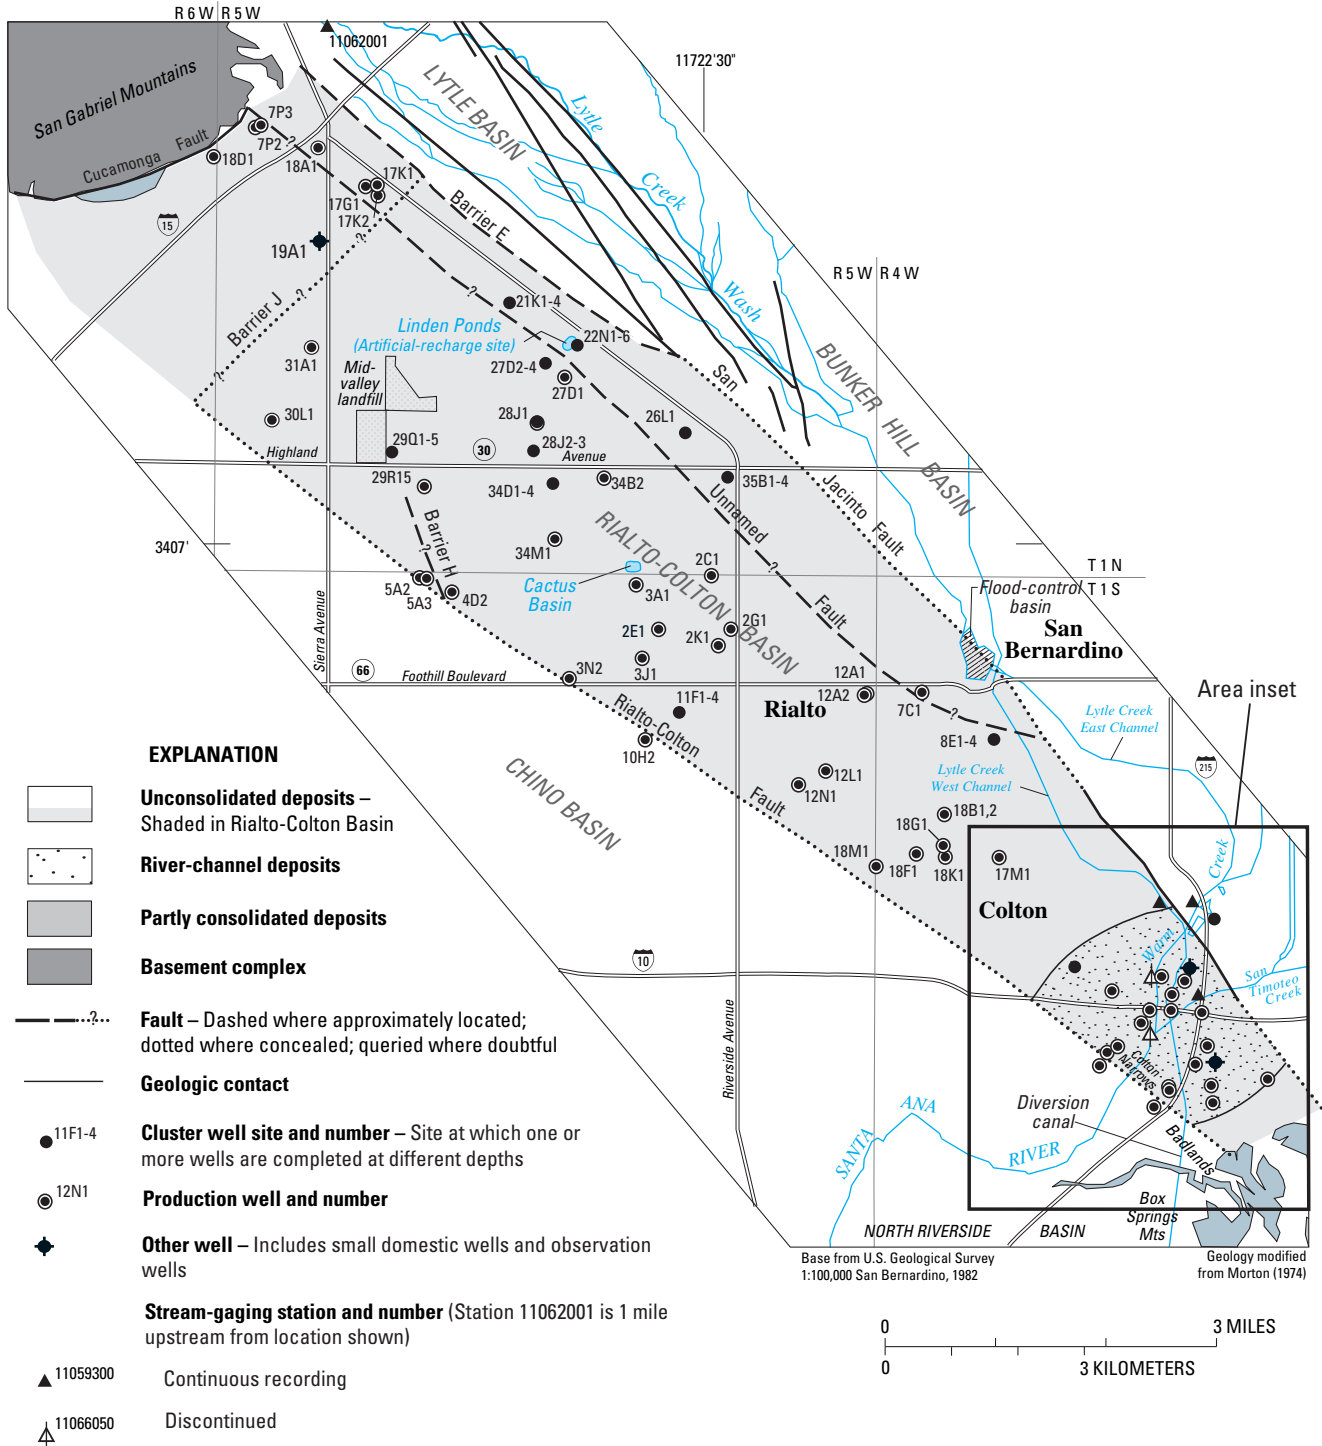 R 6 W
R 5 W
11062001
11722'30"
San Gabriel Mountains
LYTLE BASIN
Lytle
Creek
Wash
7P3
7P2
?
Cucamonga Fault
18D1
18A1
17K1
17G1
17K2
?
15
Barrier E
19A1
R 5 W
R 4 W
Barrier J
?
?
21K1-4
Linden Ponds
(Artificial-recharge site)
22N1-6
31A1
Mid-
valley
landfill
27D2-4
27D1
San
Jacinto
Fault
BUNKER HILL BASIN
?
30L1
28J1
26L1
Highland
29Q1-5
30
28J2-3
Avenue
29R15
34D1-4
34B2
35B1-4
Unnamed
?
Fault
?
Barrier H
?
34M1
RIALTO-COLTON BASIN
3407'
T 1 N
T 1 S
5A2
5A3
4D2
Cactus
Basin
2C1
3A1
Flood-control
basin
San
Bernardino
Sierra Avenue
2E1
2G1
2K1
3J1
66
Foothill Boulevard
3N2
12A1
12A2
7C1
Rialto
11F1-4
Rialto-Colton
Fault
10H2
8E1-4
Area inset
Lytle Creek
East Channel
Lytle Creek
West Channel
215
CHINO BASIN
12L1
12N1
18B1,2
18G1
18M1
18F1
18K1
17M1
Colton
Creek
Warm
San
Timoteo
Creek
10
Riverside Avenue
Colton
Narrows
Diversion
canal
Badlands
SANTA
ANA
RIVER
Box
Springs
Mts
NORTH RIVERSIDE
BASIN
Base from U.S. Geological Survey
1:100,000 San Bernardino, 1982
Geology modified
from Morton (1974)
0
3 MILES
0
3 KILOMETERS
EXPLANATION
Unconsolidated deposits –
Shaded in Rialto-Colton Basin
River-channel deposits
Partly consolidated deposits
Basement complex
?
Fault – Dashed where approximately located;
dotted where concealed; queried where doubtful
Geologic contact
11F1-4
Cluster well site and number – Site at which one or
more wells are completed at different depths
12N1
Production well and number
Other well – Includes small domestic wells and observation
wells
Stream-gaging station and number (Station 11062001 is 1 mile
upstream from location shown)
11059300
Continuous recording
11066050
Discontinued